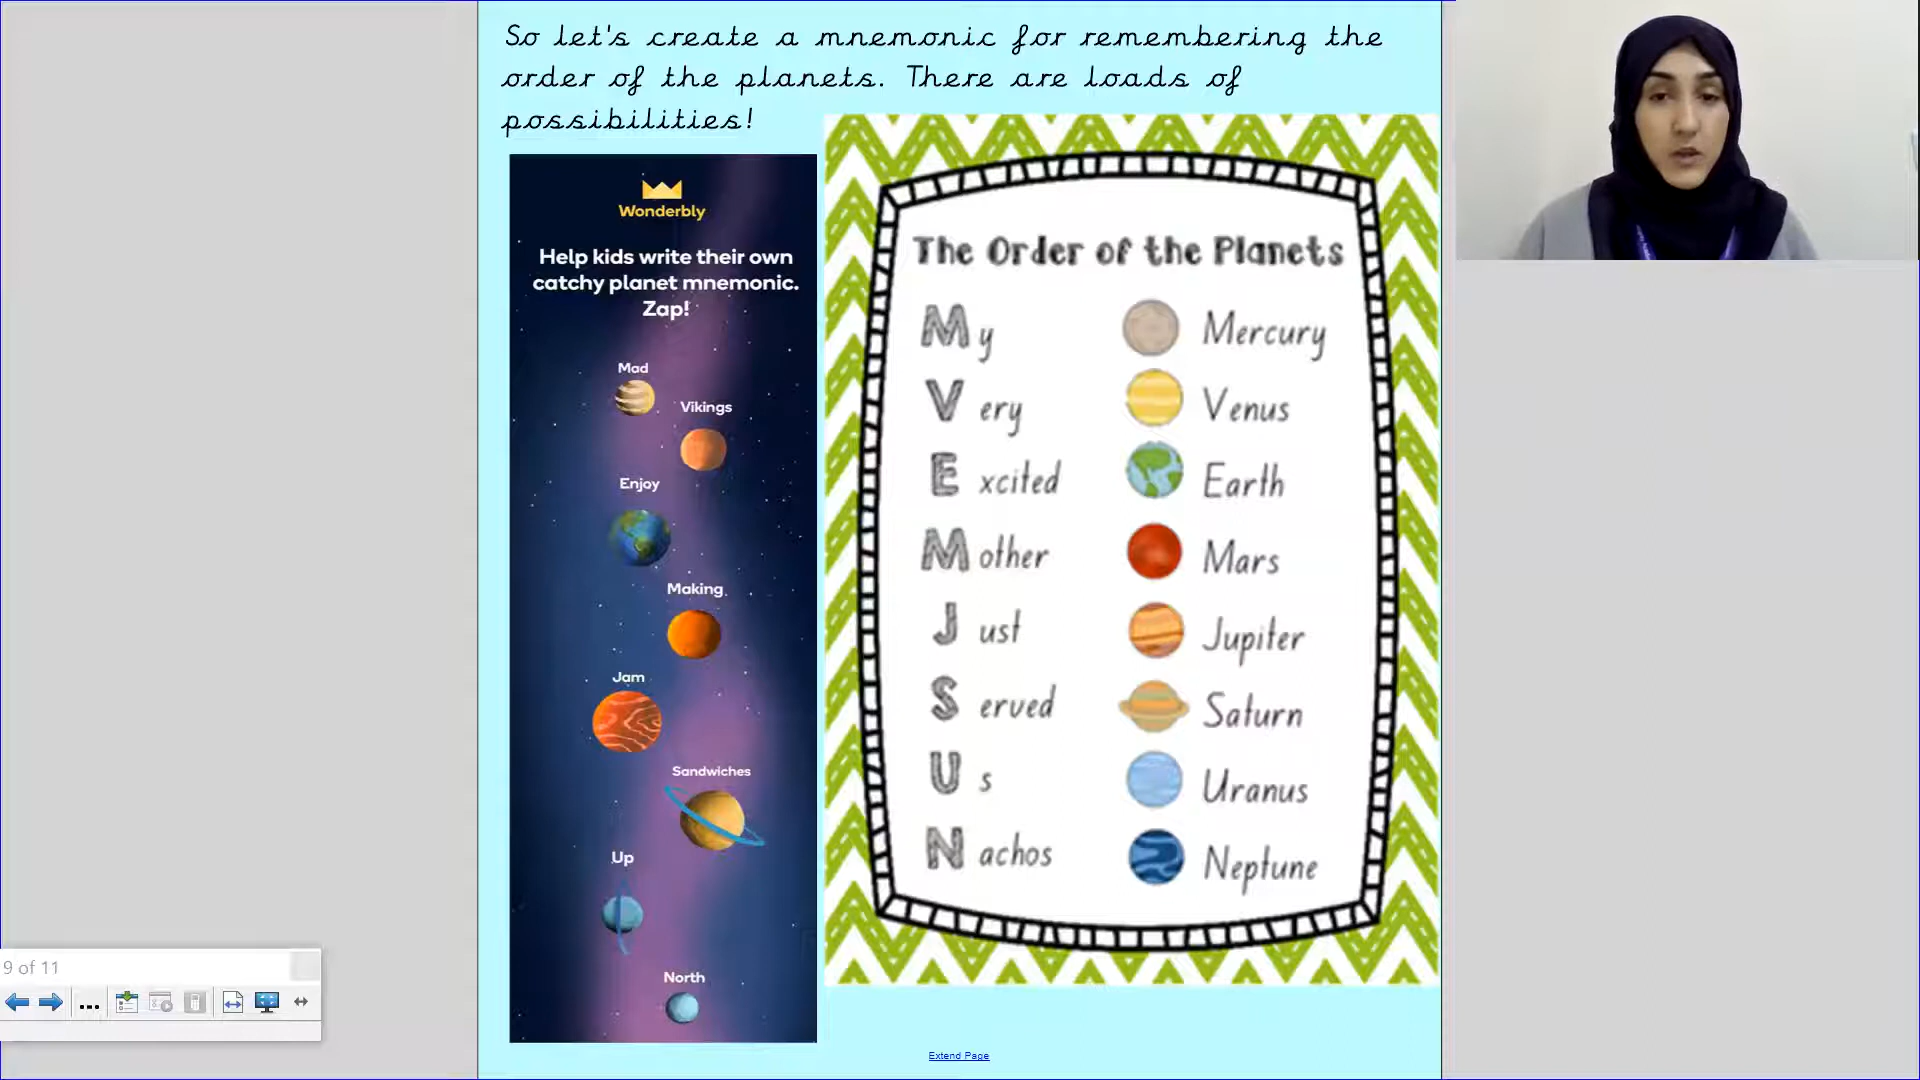 So let's create a mnemonic for remembering the
order of the planets. There are loads of
possibilities!
Wonderbly
Help kids write their own
catchy planet mnemonic.
Zap!
Mad
Vikings
Enjoy
Making
Jam
Sandwiches
Up
North
The Order of the Planets
My Mercury
Very Venus
Excited Earth
Mother Mars
Just Jupiter
Served Saturn
Us Uranus
Nachos Neptune
9 of 11
Extend Page